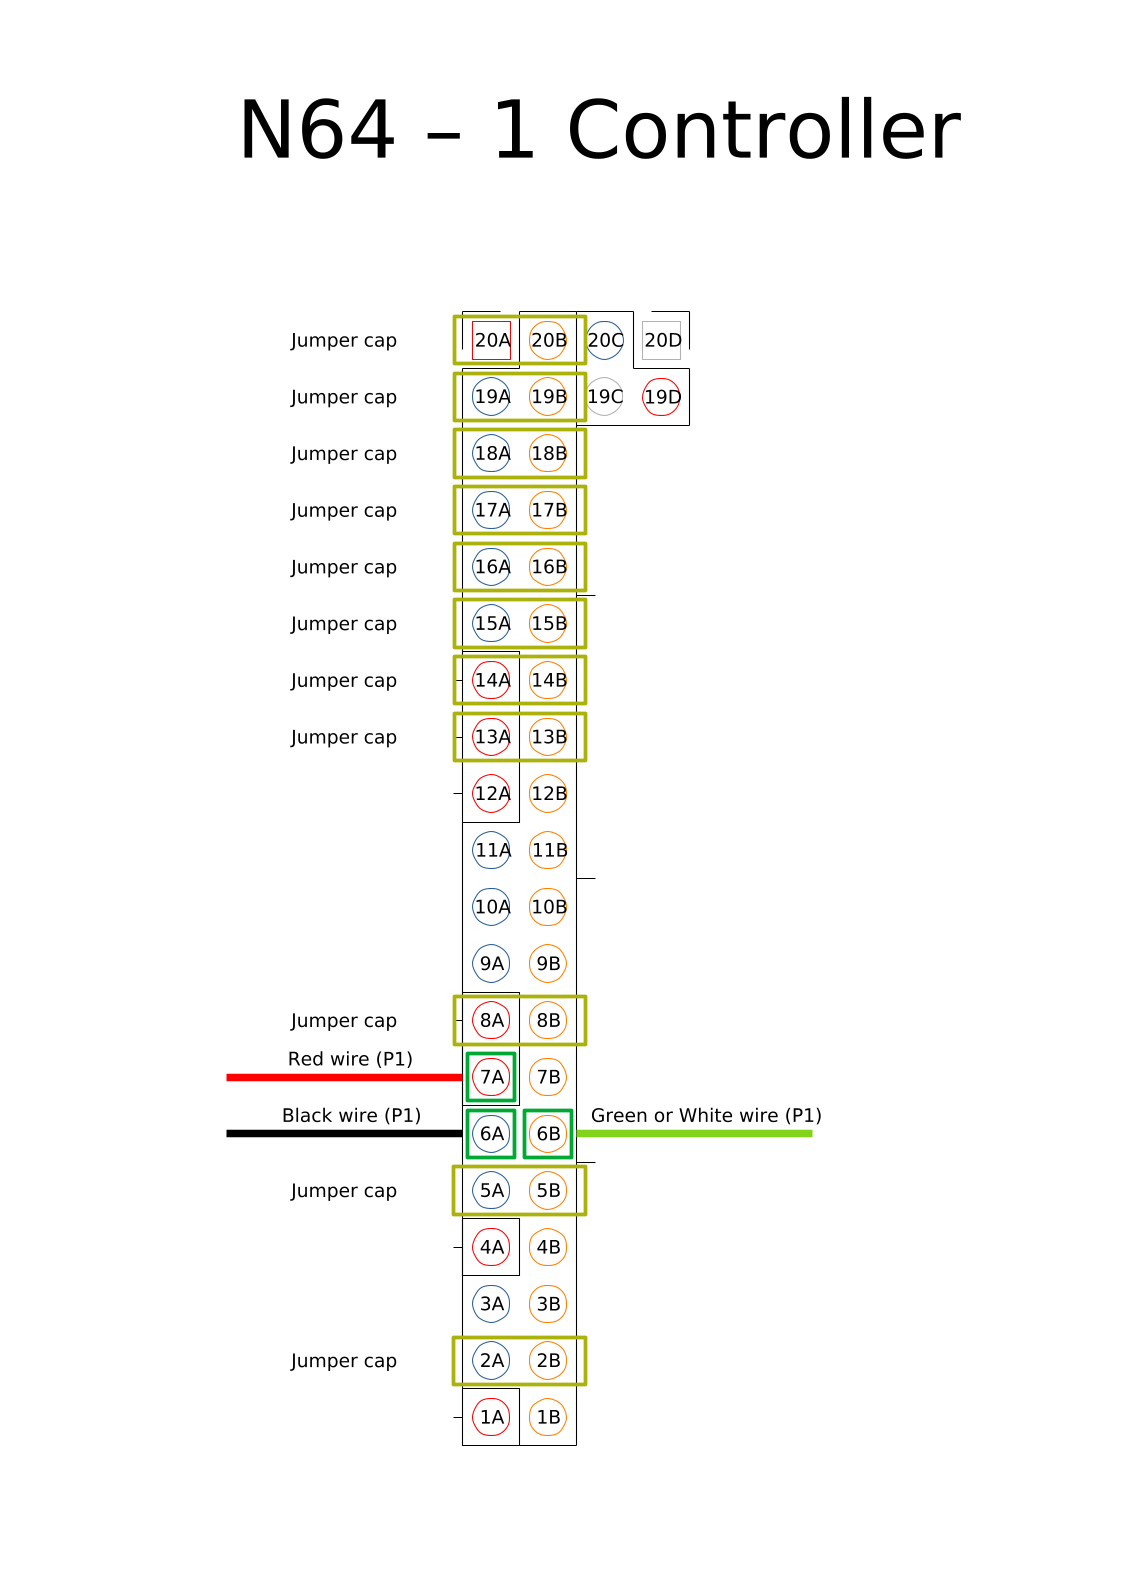 N64 – 1 Controller
Jumper cap 20A 20B 20C 20D
Jumper cap 19A 19B 19C 19D
Jumper cap 18A 18B
Jumper cap 17A 17B
Jumper cap 16A 16B
Jumper cap 15A 15B
Jumper cap 14A 14B
Jumper cap 13A 13B
12A 12B
11A 11B
10A 10B
9A 9B
Jumper cap 8A 8B
Red wire (P1)
7A 7B
Black wire (P1) Green or White wire (P1)
6A 6B
Jumper cap 5A 5B
4A 4B
3A 3B
Jumper cap 2A 2B
1A 1B